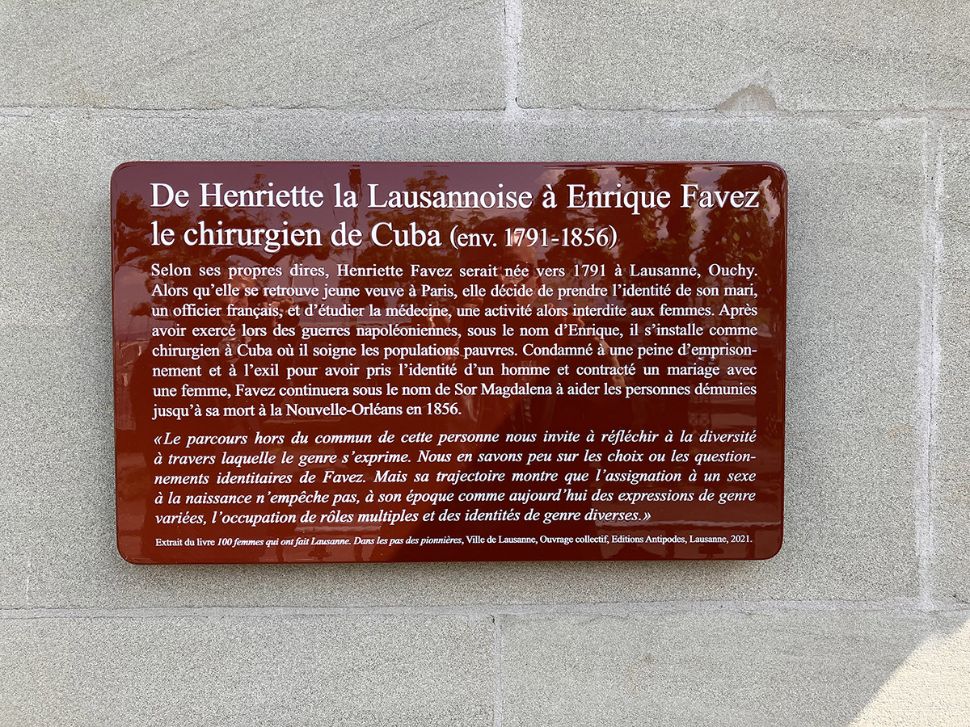 De Henriette la Lausannoise à Enrique Favez
le chirurgien de Cuba (env. 1791-1856)
Selon ses propres dires, Henriette Favez serait née vers 1791 à Lausanne, Ouchy.
Alors qu’elle se retrouve jeune veuve à Paris, elle décide de prendre l’identité de son mari,
un officier français, et d’étudier la médecine, une activité alors interdite aux femmes. Après
avoir exercé lors des guerres napoléoniennes, sous le nom d’Enrique, il s’installe comme
chirurgien à Cuba où il soigne les populations pauvres. Condamné à une peine d’emprison-
nement et à l’exil pour avoir pris l’identité d’un homme et contracté un mariage avec
une femme, Favez continuera sous le nom de Sor Magdalena à aider les personnes démunies
jusqu’à sa mort à la Nouvelle-Orléans en 1856.
«Le parcours hors du commun de cette personne nous invite à réfléchir à la diversité
à travers laquelle le genre s’exprime. Nous en savons peu sur les choix ou les question-
nements identitaires de Favez. Mais sa trajectoire montre que l’assignation à un sexe
à la naissance n’empêche pas, à son époque comme aujourd’hui des expressions de genre
variées, l’occupation de rôles multiples et des identités de genre diverses.»
Extrait du livre 100 femmes qui ont fait Lausanne. Dans les pas des pionnières, Ville de Lausanne, Ouvrage collectif, Editions Antipodes, Lausanne, 2021.